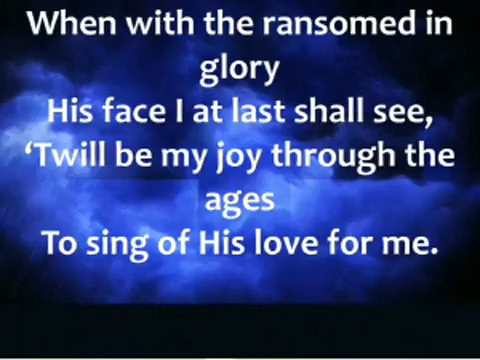 When with the ransomed in
glory
His face I at last shall see,
‘Twill be my joy through the
ages
To sing of His love for me.